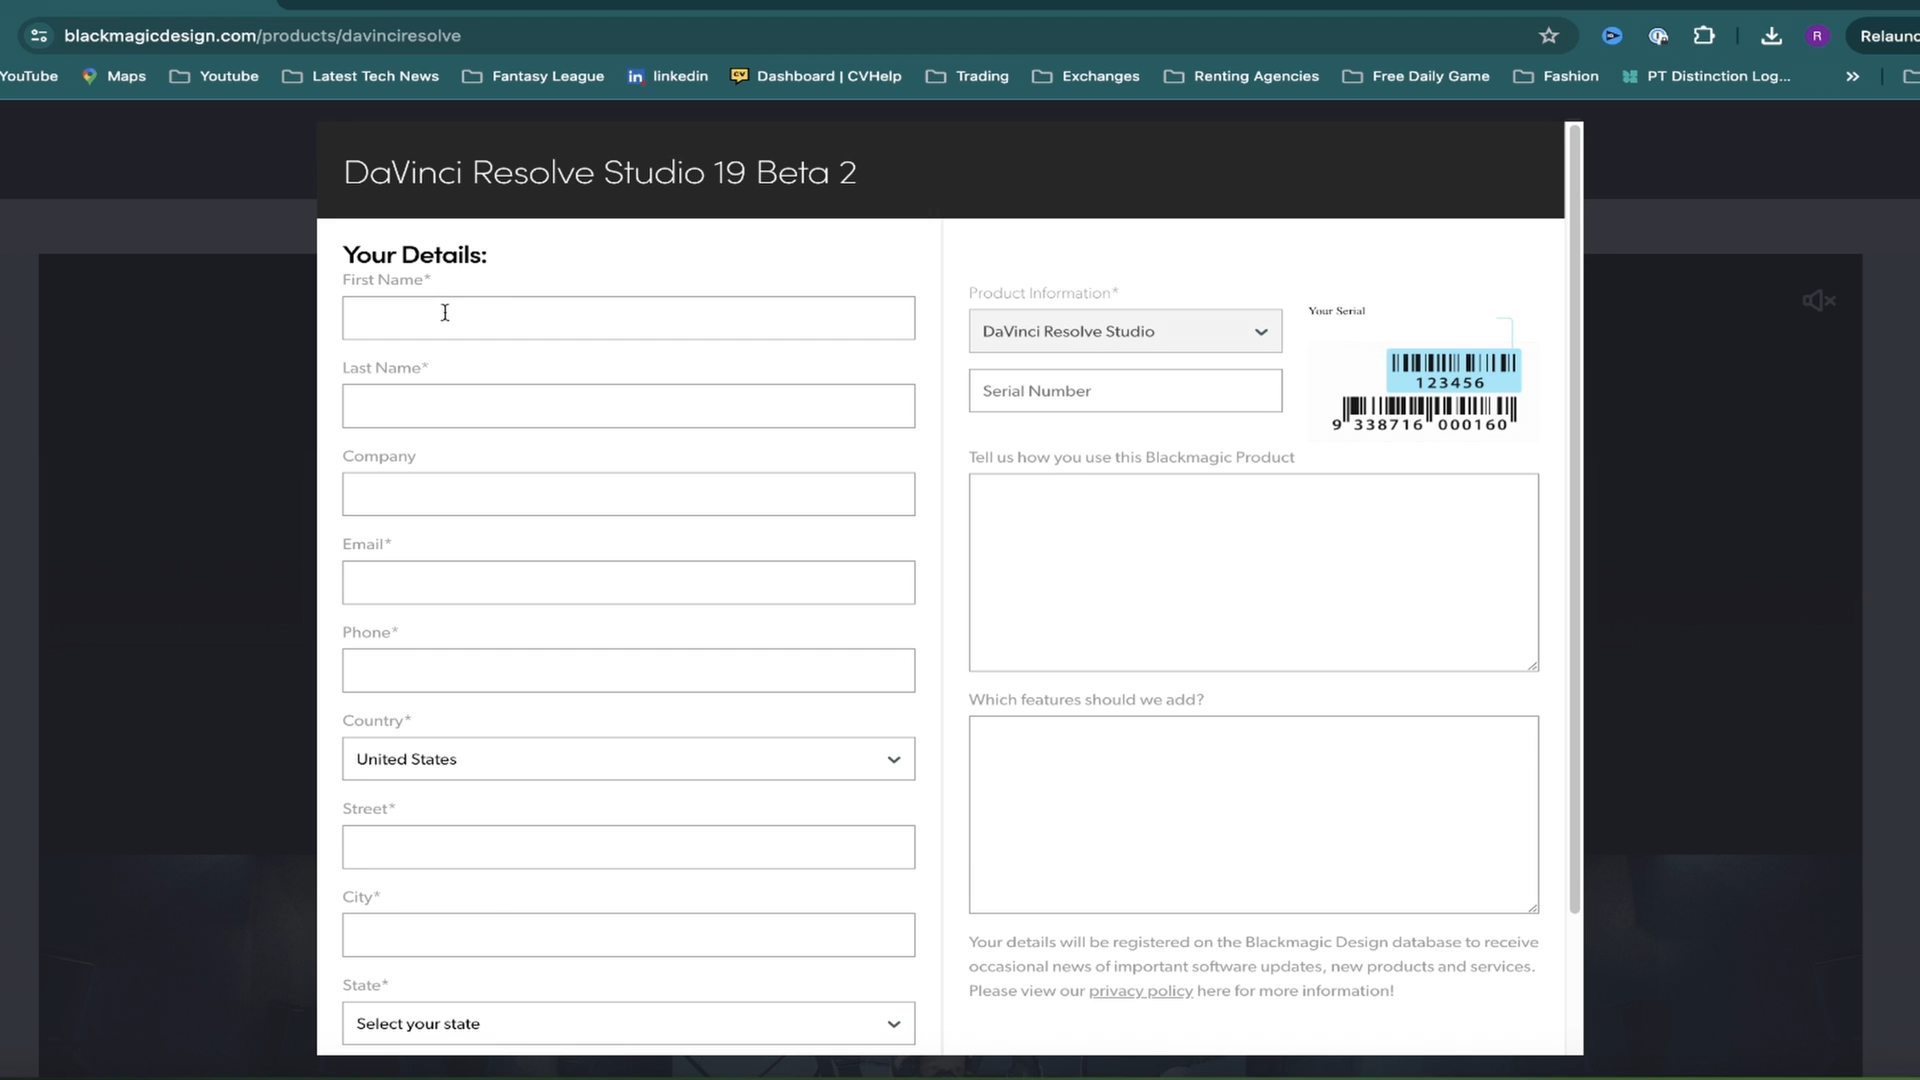 blackmagicdesign.com/products/davinciresolve
R
Relaunc
YouTube Maps Youtube Latest Tech News Fantasy League in linkedin CV Dashboard | CVHelp Trading Exchanges Renting Agencies Free Daily Game Fashion PT Distinction Log... »
DaVinci Resolve Studio 19 Beta 2
Your Details:
First Name*
Last Name*
Company
Email*
Phone*
Country*
United States
Street*
City*
State*
Select your state
Product Information*
DaVinci Resolve Studio
Serial Number
Your Serial
123456
9 338716 000160
Tell us how you use this Blackmagic Product
Which features should we add?
Your details will be registered on the Blackmagic Design database to receive
occasional news of important software updates, new products and services.
Please view our privacy policy here for more information!